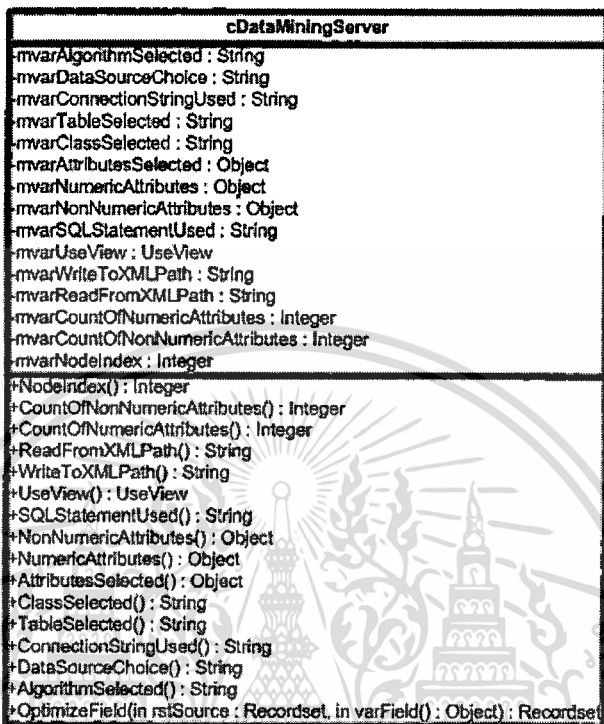 cDataMiningServer
-mvarAlgorithmSelected : String
-mvarDataSourceChoice : String
-mvarConnectionStringUsed : String
-mvarTableSelected : String
-mvarClassSelected : String
-mvarAttributesSelected : Object
-mvarNumericAttributes : Object
-mvarNonNumericAttributes : Object
-mvarSQLStatementUsed : String
-mvarUseView : UseView
-mvarWriteToXMLPath : String
-mvarReadFromXMLPath : String
-mvarCountOfNumericAttributes : Integer
-mvarCountOfNonNumericAttributes : Integer
-mvarNodeIndex : Integer
+NodeIndex() : Integer
+CountOfNonNumericAttributes() : Integer
+CountOfNumericAttributes() : Integer
+ReadFromXMLPath() : String
+WriteToXMLPath() : String
+UseView() : UseView
+SQLStatementUsed() : String
+NonNumericAttributes() : Object
+NumericAttributes() : Object
+AttributesSelected() : Object
+ClassSelected() : String
+TableSelected() : String
+ConnectionStringUsed() : String
+DataSourceChoice() : String
+AlgorithmSelected() : String
+OptimizeField(in rstSource : Recordset, in varField() : Object) : Recordset